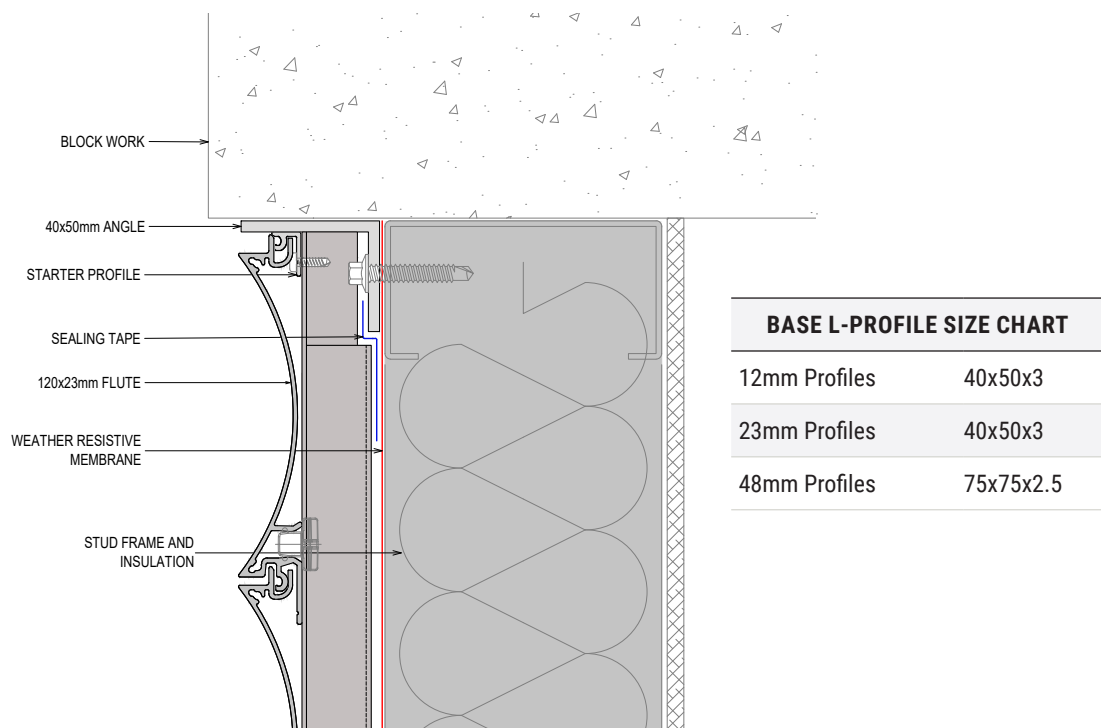 BLOCK WORK
40x50mm ANGLE
STARTER PROFILE
SEALING TAPE
120x23mm FLUTE
WEATHER RESISTIVE
MEMBRANE
STUD FRAME AND
INSULATION
BASE L-PROFILE SIZE CHART
12mm Profiles 40x50x3
23mm Profiles 40x50x3
48mm Profiles 75x75x2.5